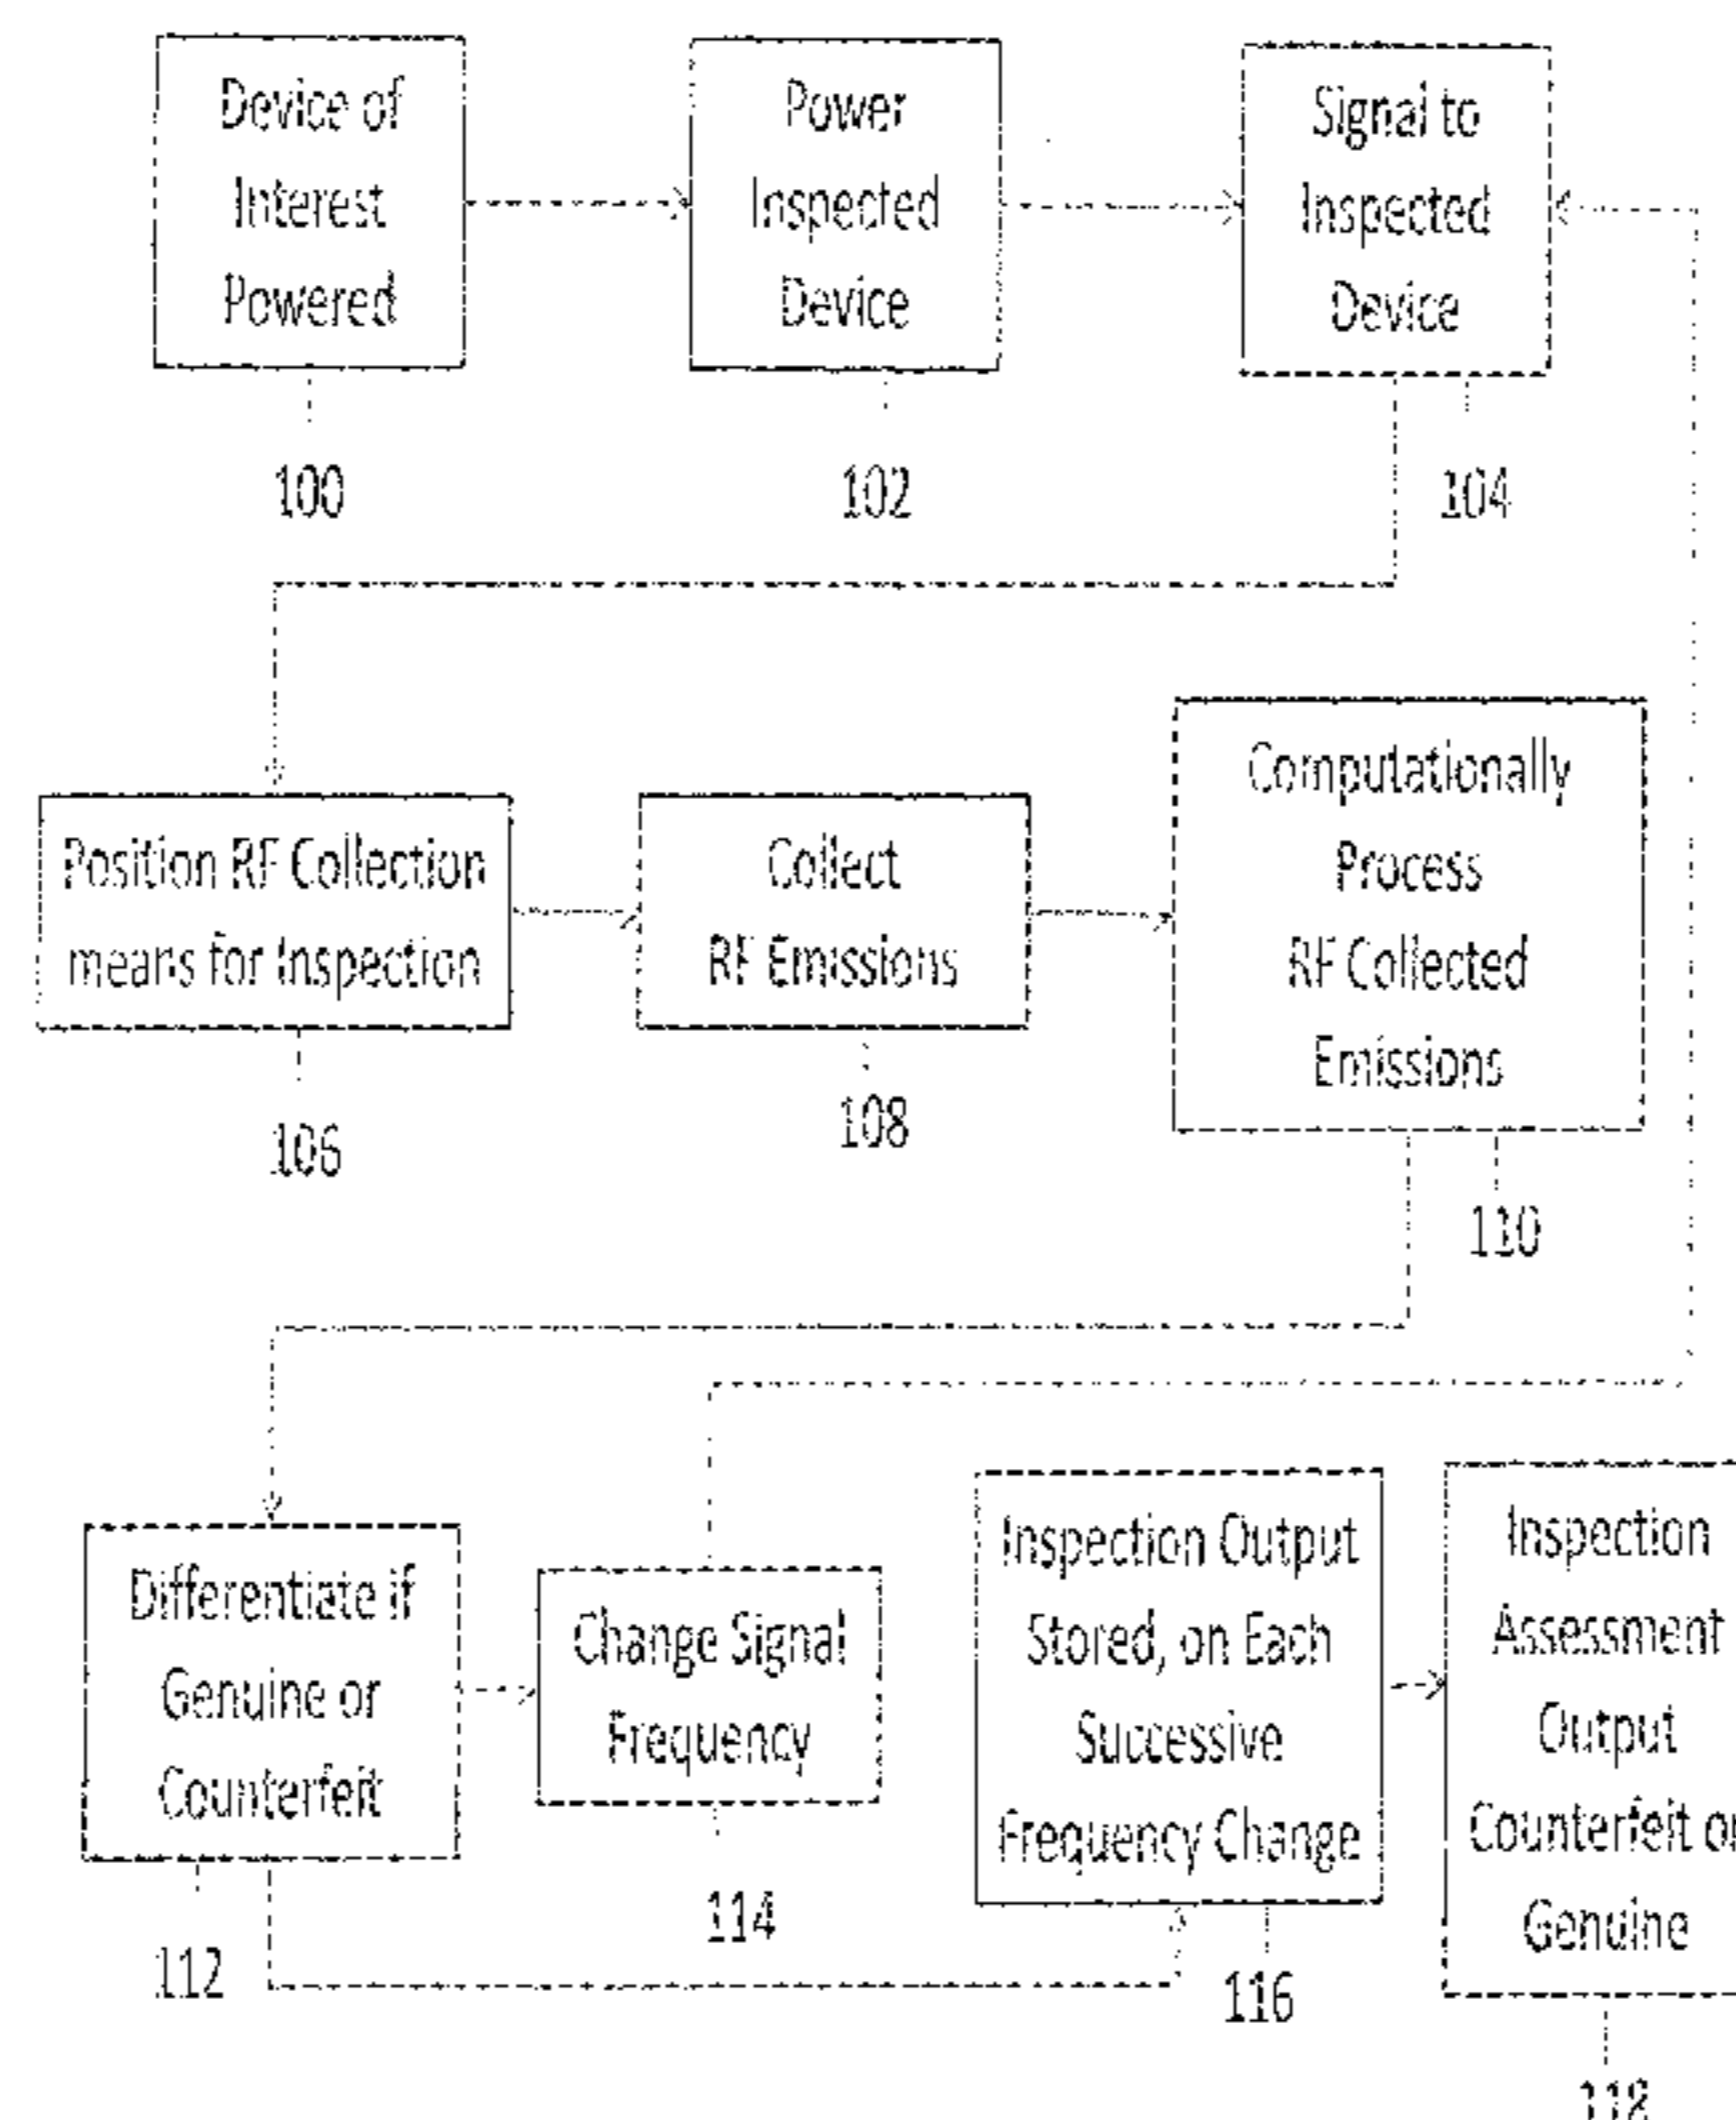 Device of
Interest
Powered
100
Power
Inspected
Device
102
Signal to
Inspected
Device
104
Position RF Collection
means for Inspection
106
Collect
RF Emissions
108
Computationally
Process
RF Collected
Emissions
110
Differentiate if
Genuine or
Counterfeit
112
Change Signal
Frequency
114
Inspection Output
Stored, on Each
Successive
Frequency Change
116
Inspection
Assessment
Output
Counterfeit or
Genuine
118